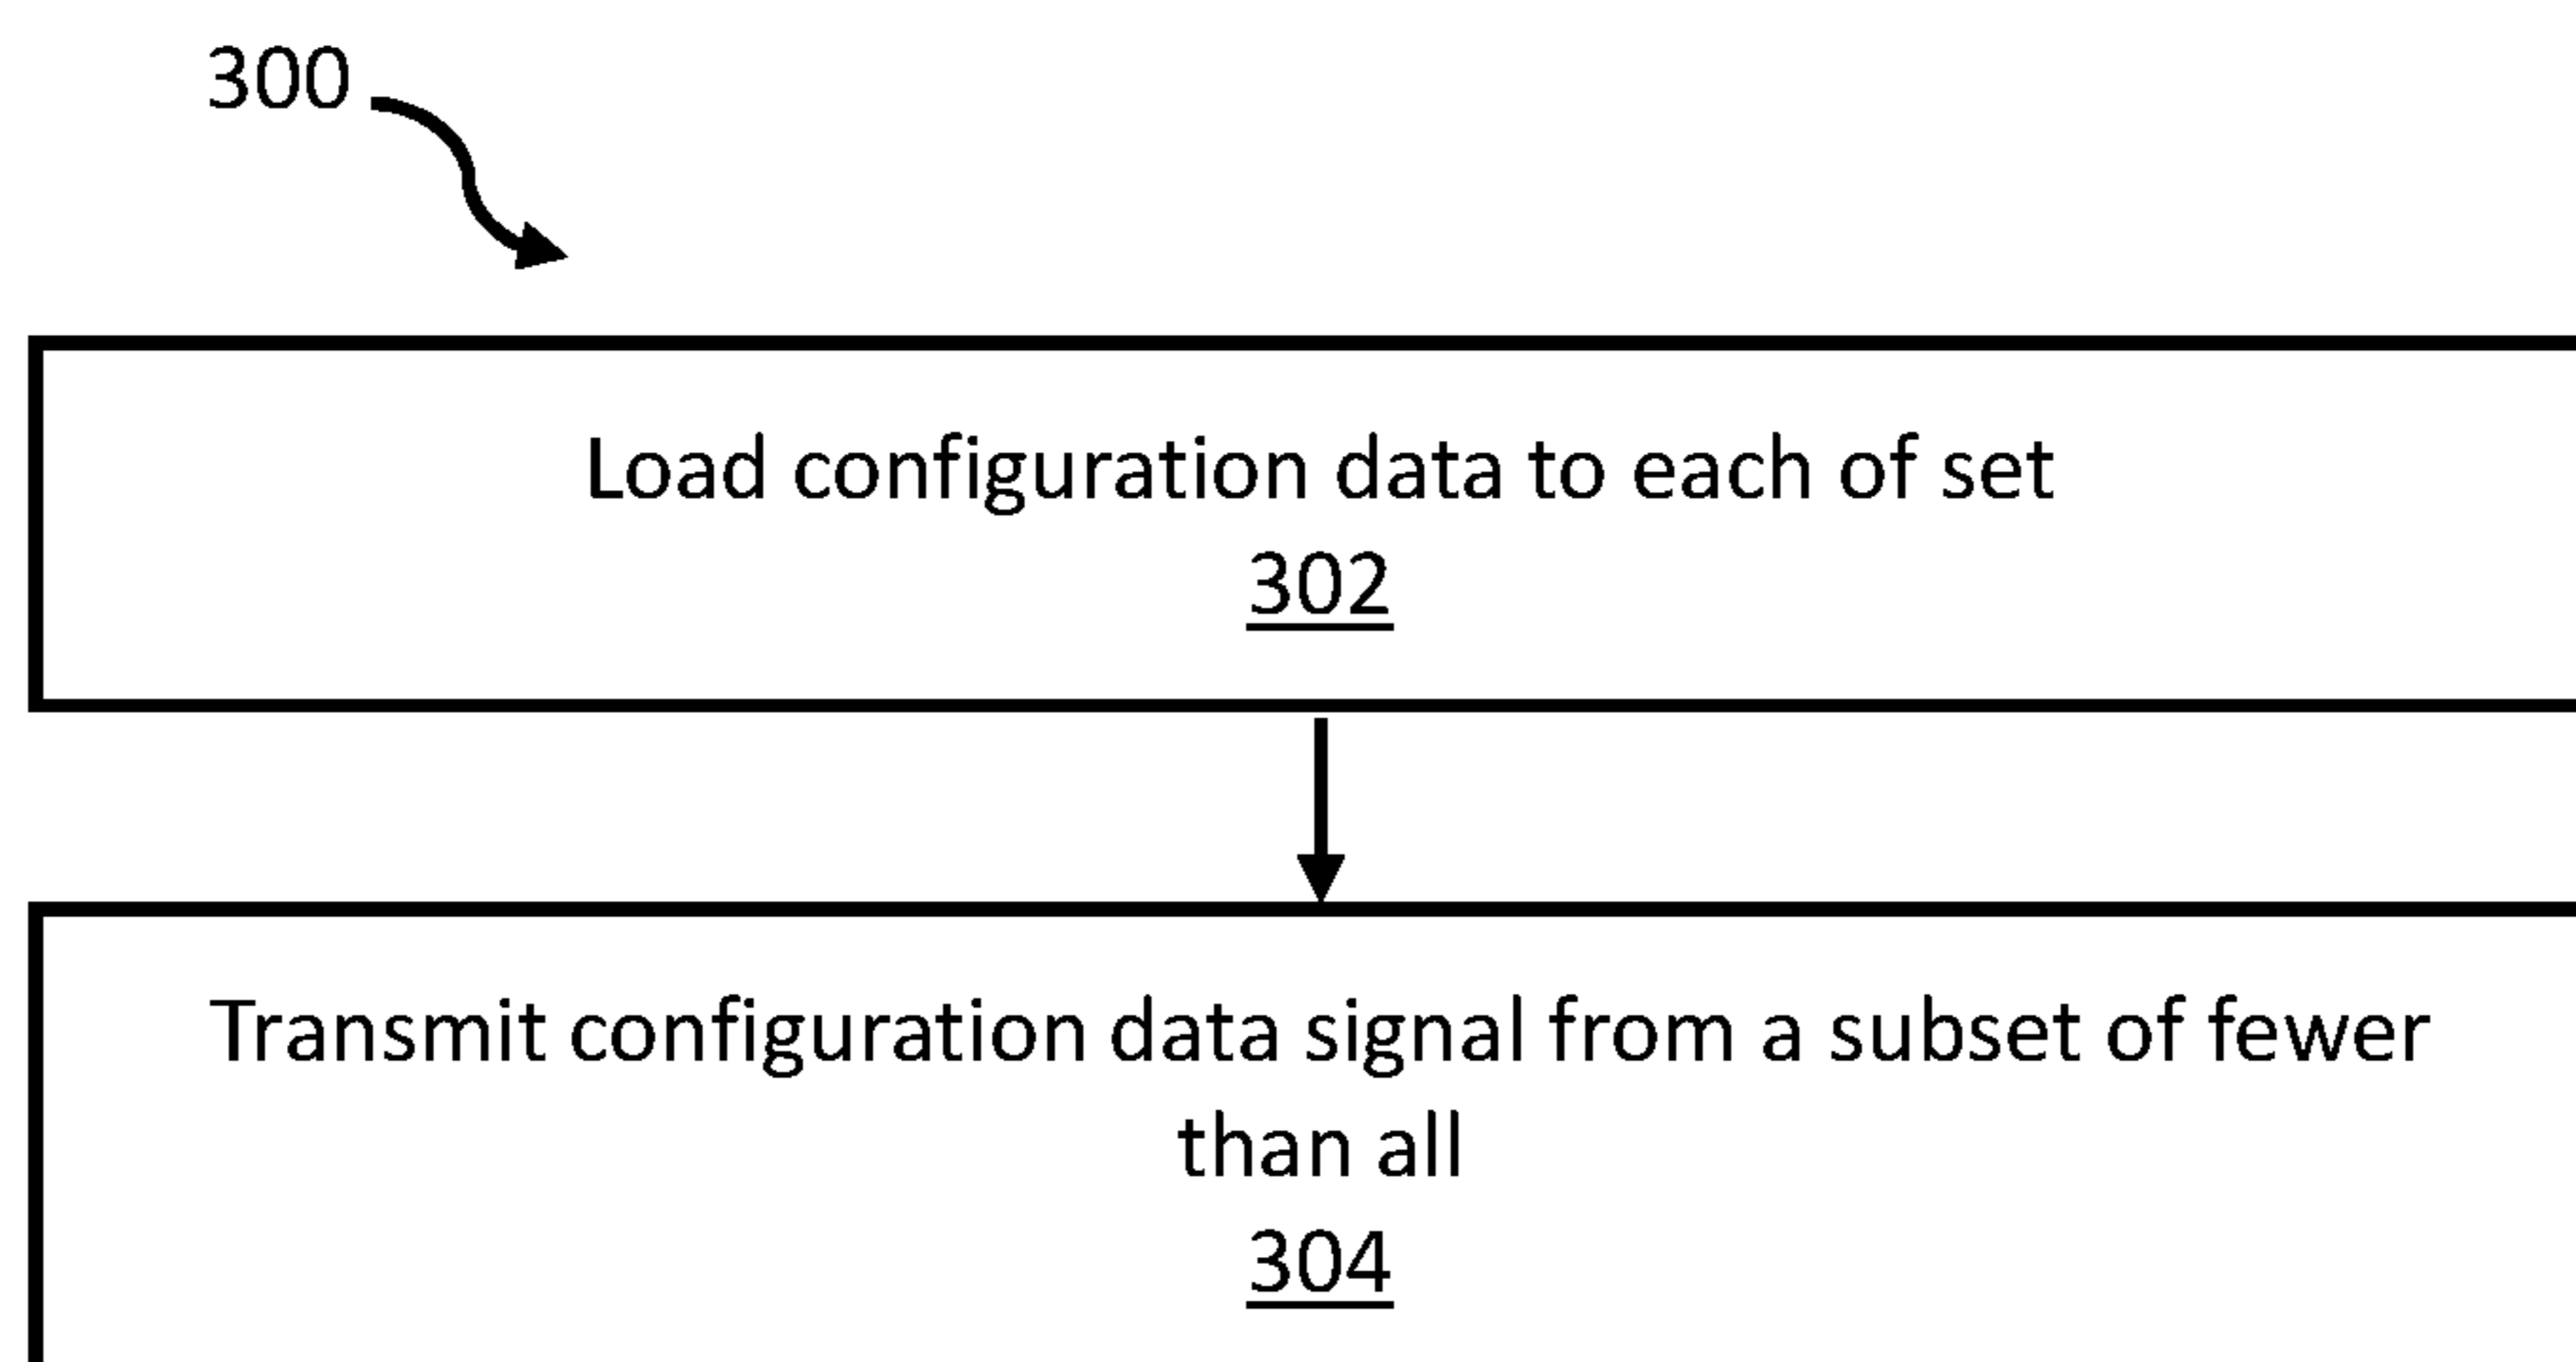 300
Load configuration data to each of set
302
Transmit configuration data signal from a subset of fewer
than all
304